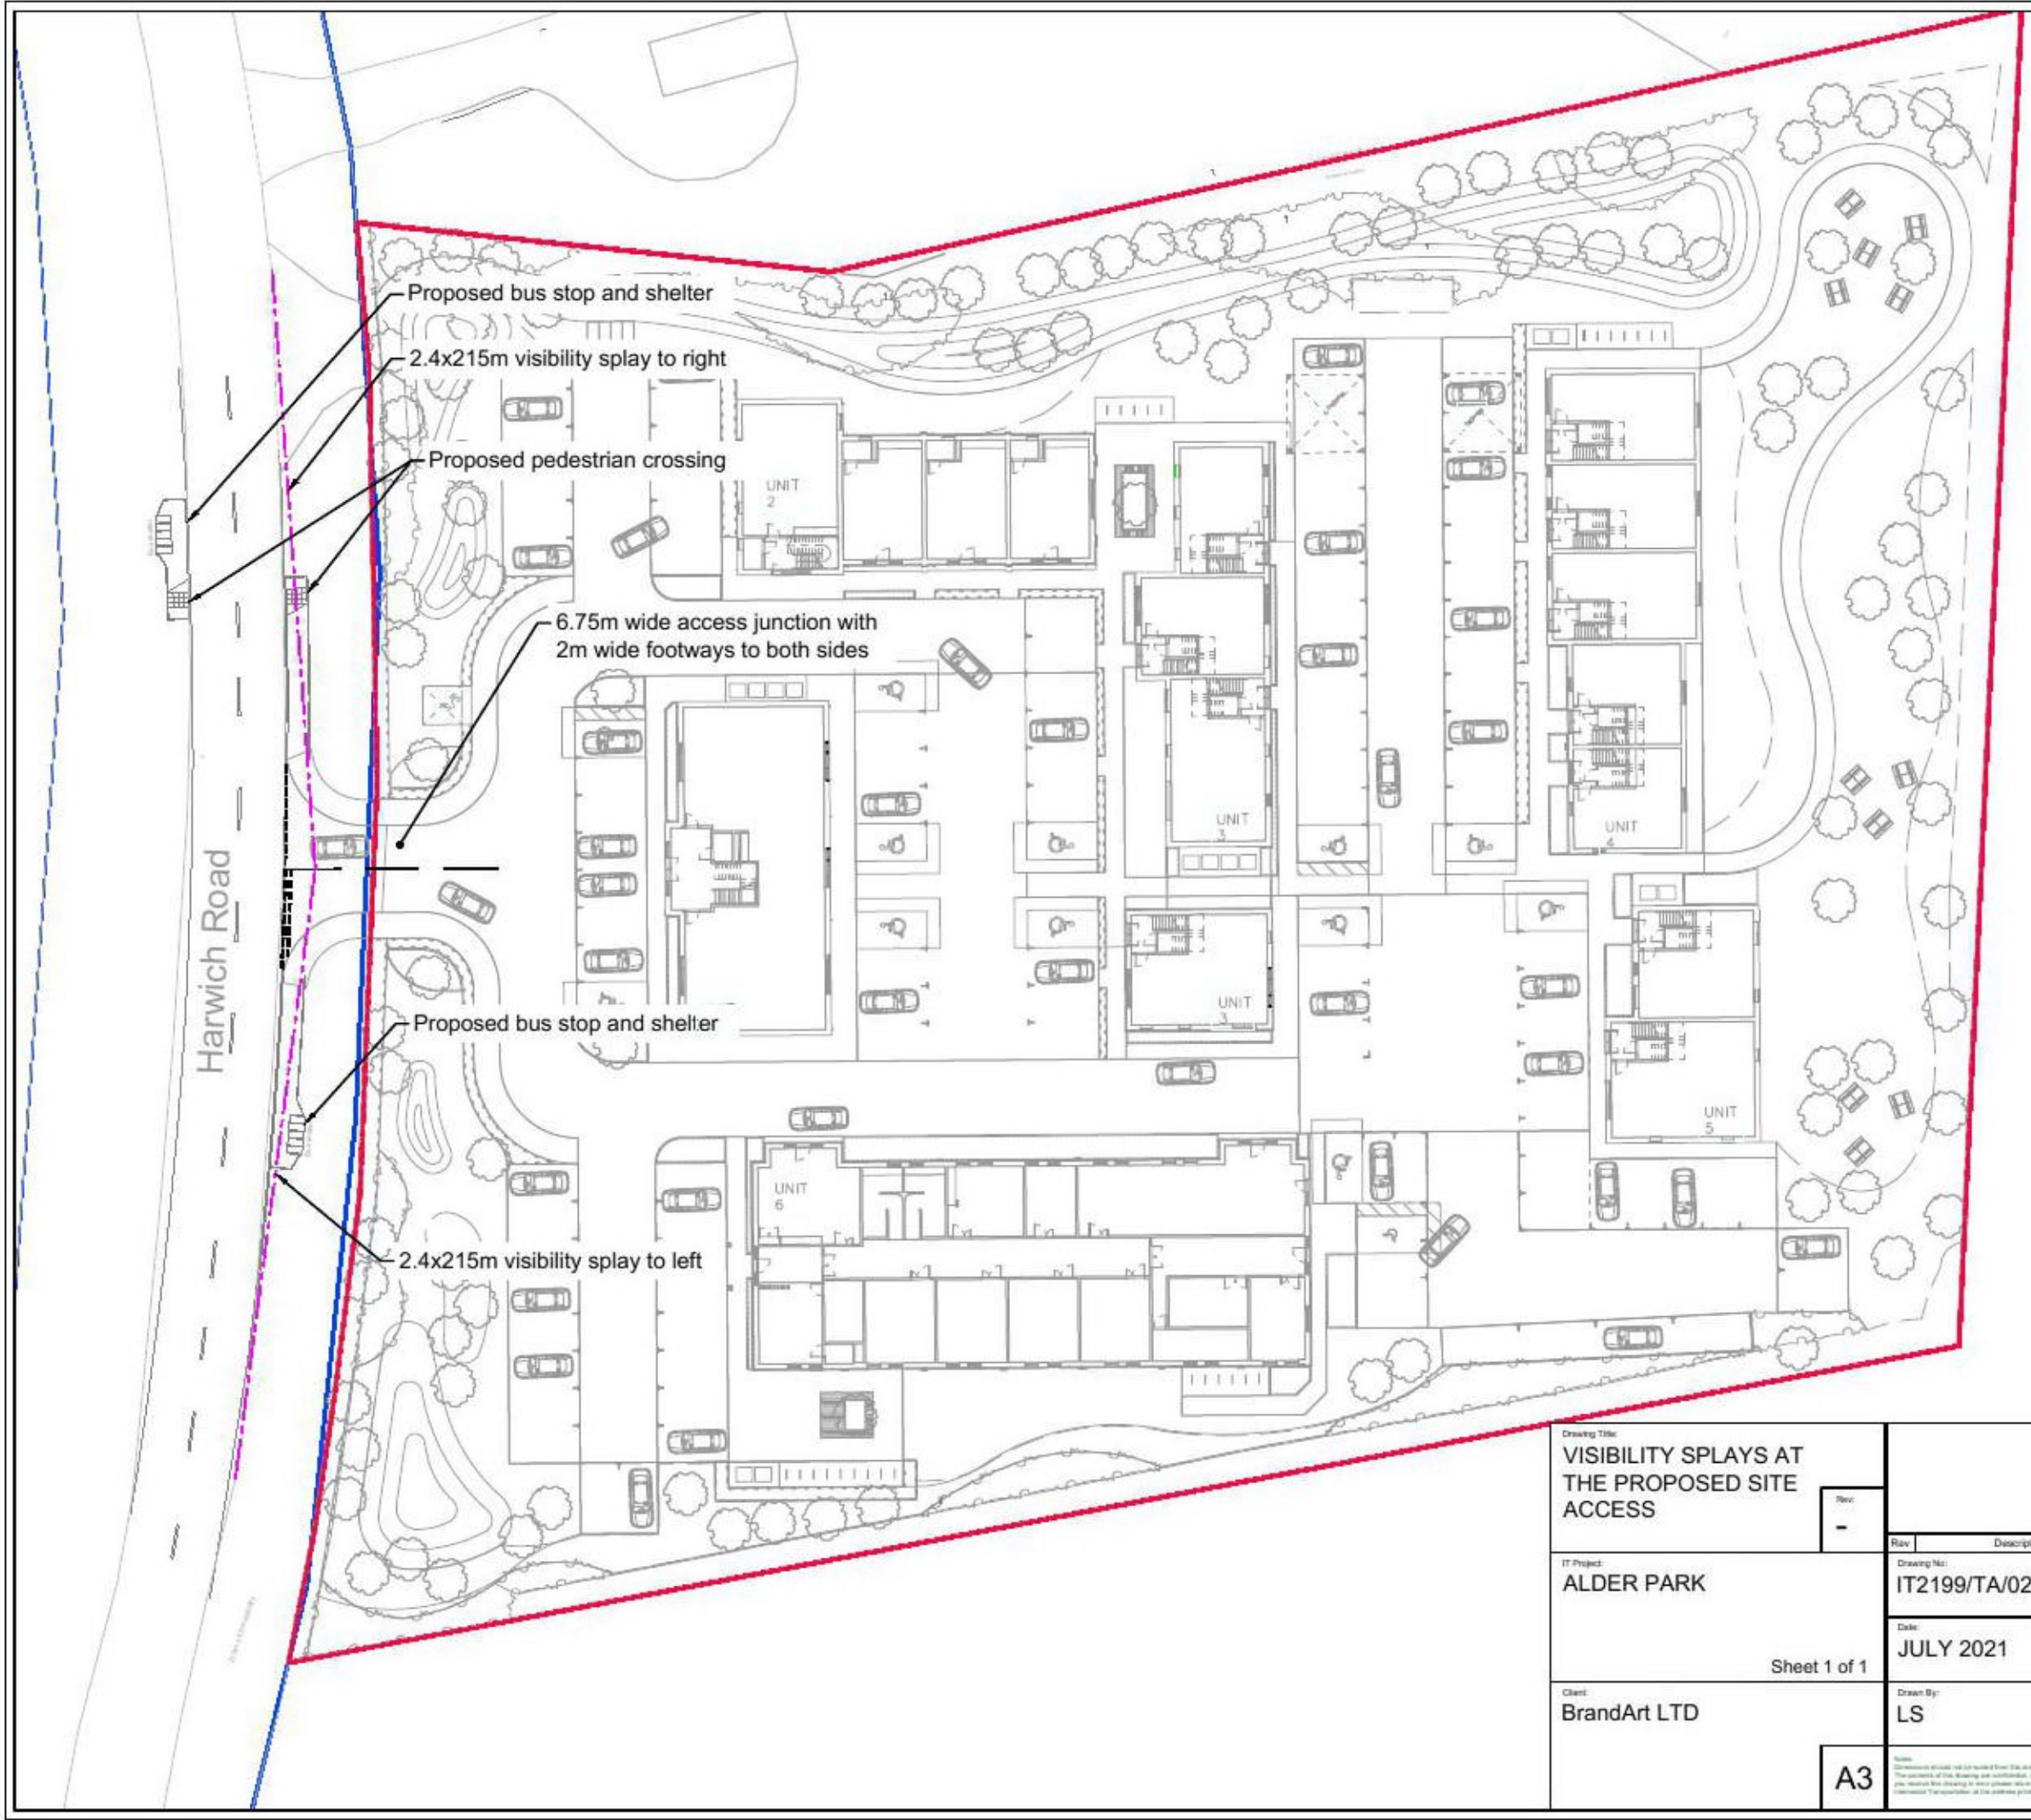 Proposed bus stop and shelter
2.4x215m visibility splay to right
Proposed pedestrian crossing
UNIT
2
6.75m wide access junction with
2m wide footways to both sides
UNIT
3
UNIT
4
Harwich Road
UNIT
3
Proposed bus stop and shelter
UNIT
5
UNIT
6
2.4x215m visibility splay to left
Drawing Title:
VISIBILITY SPLAYS AT
THE PROPOSED SITE
ACCESS
Rev:
-
Rev
Descrip
IT Project:
ALDER PARK
Sheet 1 of 1
Drawing No:
IT2199/TA/02
Date:
JULY 2021
Client:
BrandArt LTD
Drawn By:
LS
A3
Notes: